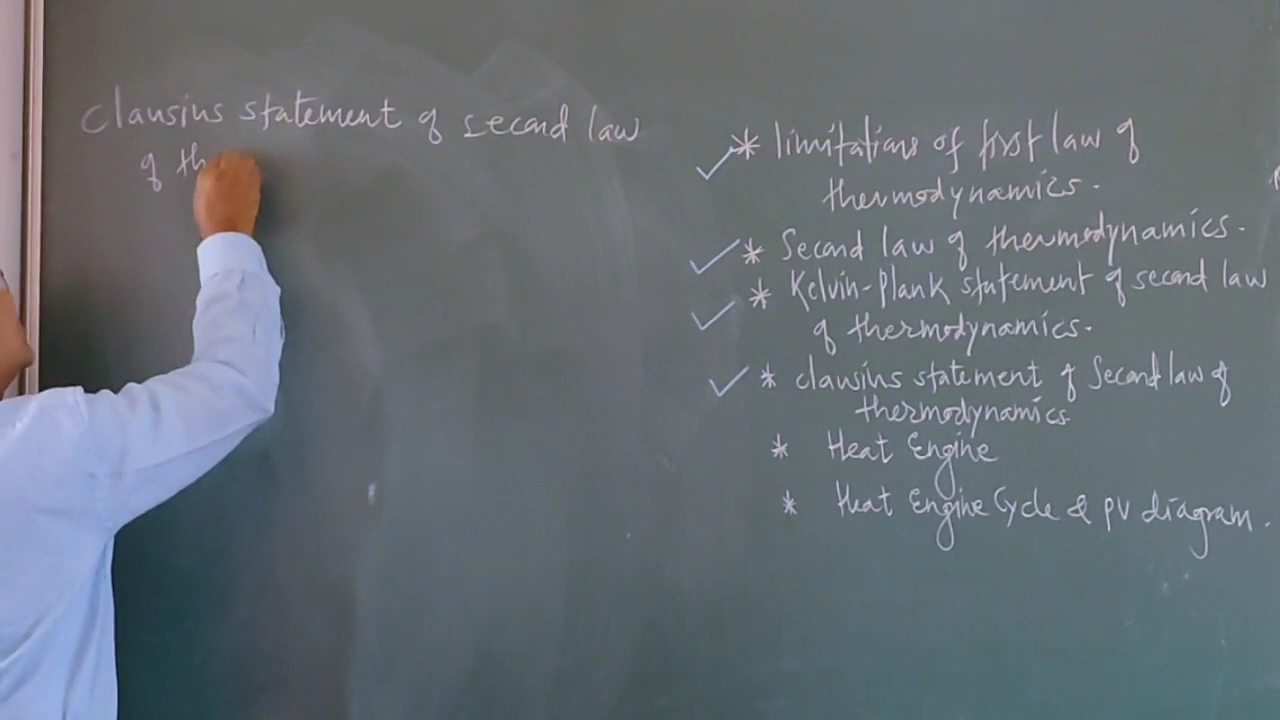 Clausius statement of second law
of th
* limitations of first law of
thermodynamics.
* Second law of thermodynamics.
* Kelvin-Plank statement of second law
of thermodynamics.
* Clausius statement of Second law of
thermodynamics
* Heat Engine
* Heat Engine Cycle & PV diagram.